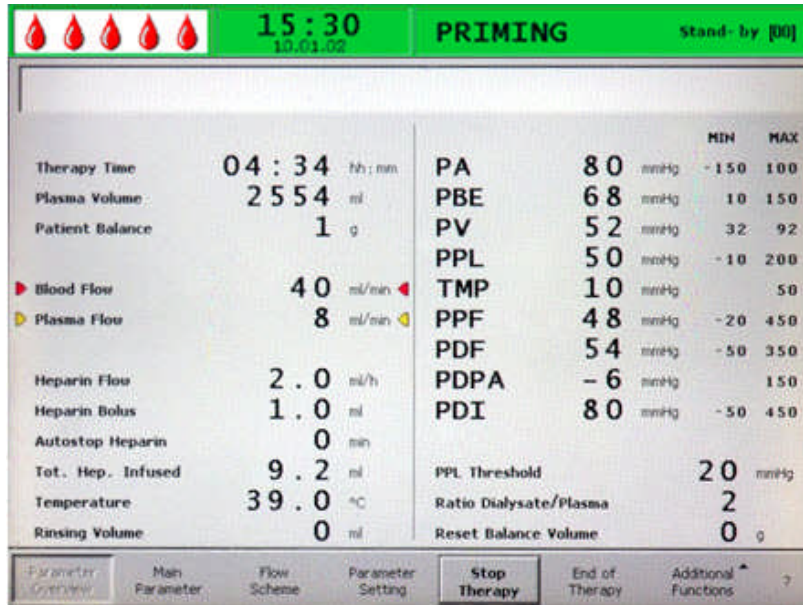 15:30 PRIMING Stand-by [00]
10.01.02
MIN MAX
Therapy Time 04:34 hh:mm
Plasma Volume 2554 ml
Patient Balance 1 g
Blood Flow 40 ml/min
Plasma Flow 8 ml/min
Heparin Flow 2.0 ml/h
Heparin Bolus 1.0 ml
Autostop Heparin 0 min
Tot. Hep. Infused 9.2 ml
Temperature 39.0 °C
Rinsing Volume 0 ml
PA 80 mmHg -150 100
PBE 68 mmHg 10 150
PV 52 mmHg 32 92
PPL 50 mmHg -10 200
TMP 10 mmHg 50
PPF 48 mmHg -20 450
PDF 54 mmHg -50 350
PDPA -6 mmHg 150
PDI 80 mmHg -50 450
PPL Threshold 20 mmHg
Ratio Dialysate/Plasma 2
Reset Balance Volume 0 g
Parameter Overview
Main Parameter
Flow Scheme
Parameter Setting
Stop Therapy
End of Therapy
Additional Functions
?